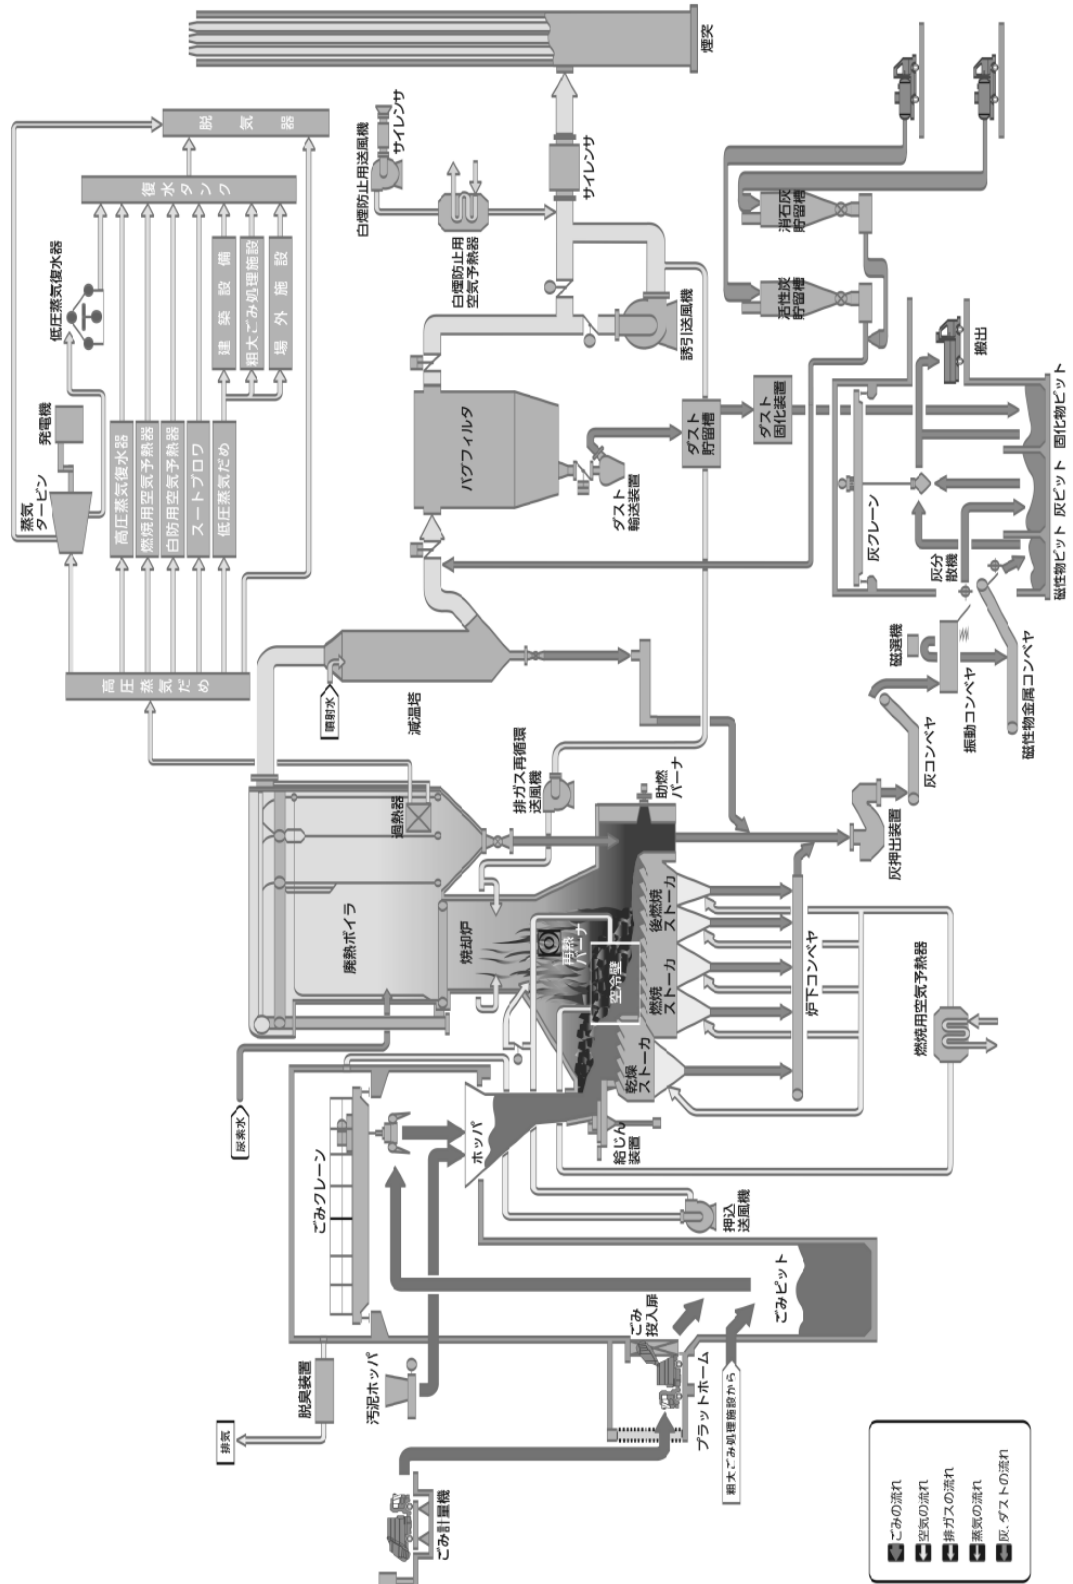 煙突
サイレンサ
白煙防止用送風機
サイレンサ
白煙防止用
空気予熱器
脱気器
復水タンク
低圧蒸気復水器
建築設備
粗大ごみ処理施設
場外施設
発電機
蒸気
タービン
高圧蒸気復水器
燃焼用空気予熱器
白防用空気予熱器
スートブロワ
低圧蒸気だめ
高圧蒸気だめ
消石灰
貯留槽
活性炭
貯留槽
誘引送風機
バグフィルタ
ダスト
輸送装置
ダスト
貯留槽
ダスト
固化装置
搬出
灰クレーン
灰分
散機
磁性物ピット
灰ピット
固化物ピット
磁選機
振動コンベヤ
磁性物金属コンベヤ
灰コンベヤ
灰押出装置
噴射水
減温塔
排ガス再循環
送風機
助燃
バーナ
過熱器
廃熱ボイラ
焼却炉
再熱
バーナ
空冷壁
乾燥
ストーカ
燃焼
ストーカ
後燃焼
ストーカ
炉下コンベヤ
燃焼用空気予熱器
尿素水
ごみクレーン
ホッパ
給じん
装置
押込
送風機
ごみピット
ごみ
投入扉
プラットホーム
粗大ごみ処理施設から
脱臭装置
排気
汚泥ホッパ
ごみ計量機
ごみの流れ
空気の流れ
排ガスの流れ
蒸気の流れ
灰、ダストの流れ